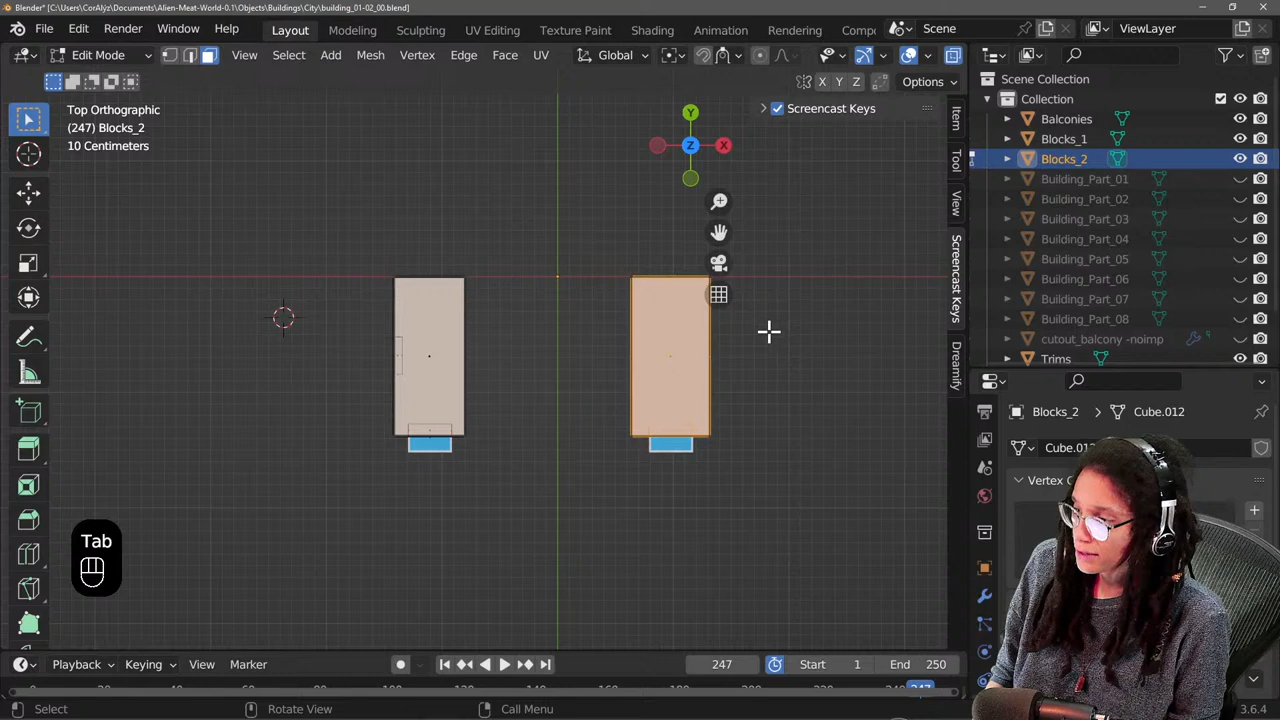 Blender* [C:\Users\CorAlyz\Documents\Alien-Meat-World-0.1\Objects\Buildings\City\building_01-02_00.blend]
File Edit Render Window Help Layout Modeling Sculpting UV Editing Texture Paint Shading Animation Rendering Scene ViewLayer
Edit Mode View Select Add Mesh Vertex Edge Face UV Global
X Y Z Options
Top Orthographic
(247) Blocks_2
10 Centimeters
Screencast Keys
Y
Z X
Item
Tool
View
Screencast Keys
Dreamify
Scene Collection
Collection
Balconies
Blocks_1
Blocks_2
Building_Part_01
Building_Part_02
Building_Part_03
Building_Part_04
Building_Part_05
Building_Part_06
Building_Part_07
Building_Part_08
cutout_balcony -noimp
Trims
Blocks_2 Cube.012
Tab
Playback Keying View Marker 247 Start 1 End 250
247
Select Rotate View Call Menu 3.6.4